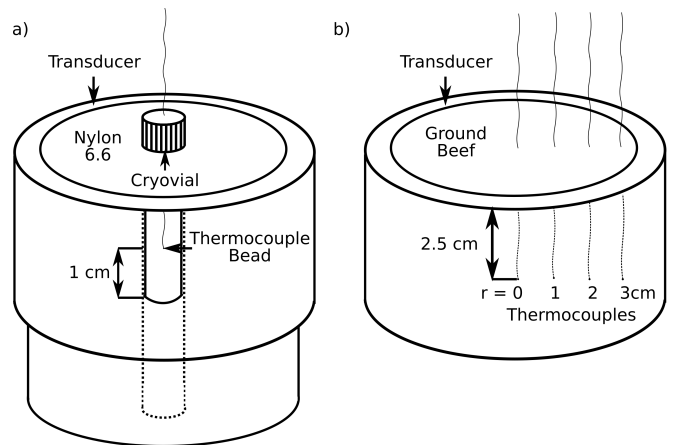 a)
Transducer
Nylon
6.6
Cryovial
Thermocouple
Bead
1 cm
b)
Transducer
Ground
Beef
2.5 cm
r = 0 1 2 3cm
Thermocouples